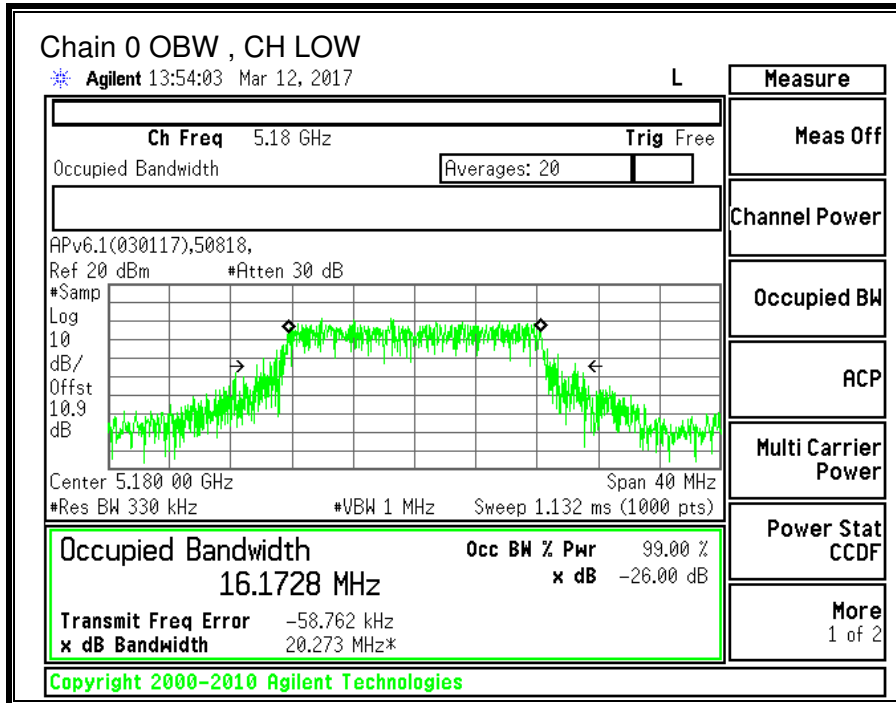 Chain 0 OBW , CH LOW
Agilent 13:54:03 Mar 12, 2017 L
Measure
Ch Freq 5.18 GHz Trig Free
Meas Off
Occupied Bandwidth Averages: 20
Channel Power
APv6.1(030117),50818,
Ref 20 dBm #Atten 30 dB
#Samp
Log
10
dB/
Offst
10.9
dB
Occupied BW
ACP
Center 5.180 00 GHz Span 40 MHz
#Res BW 330 kHz #VBW 1 MHz Sweep 1.132 ms (1000 pts)
Multi Carrier
Power
Occupied Bandwidth Occ BW % Pwr 99.00 %
16.1728 MHz x dB -26.00 dB
Transmit Freq Error -58.762 kHz
x dB Bandwidth 20.273 MHz*
Power Stat
CCDF
More
1 of 2
Copyright 2000-2010 Agilent Technologies